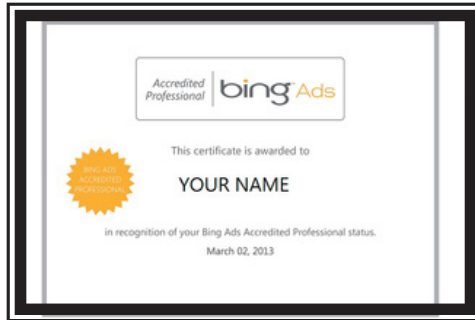 Accredited
Professional
bing Ads
This certificate is awarded to
BING ADS
ACCREDITED
PROFESSIONAL
YOUR NAME
in recognition of your Bing Ads Accredited Professional status.
March 02, 2013